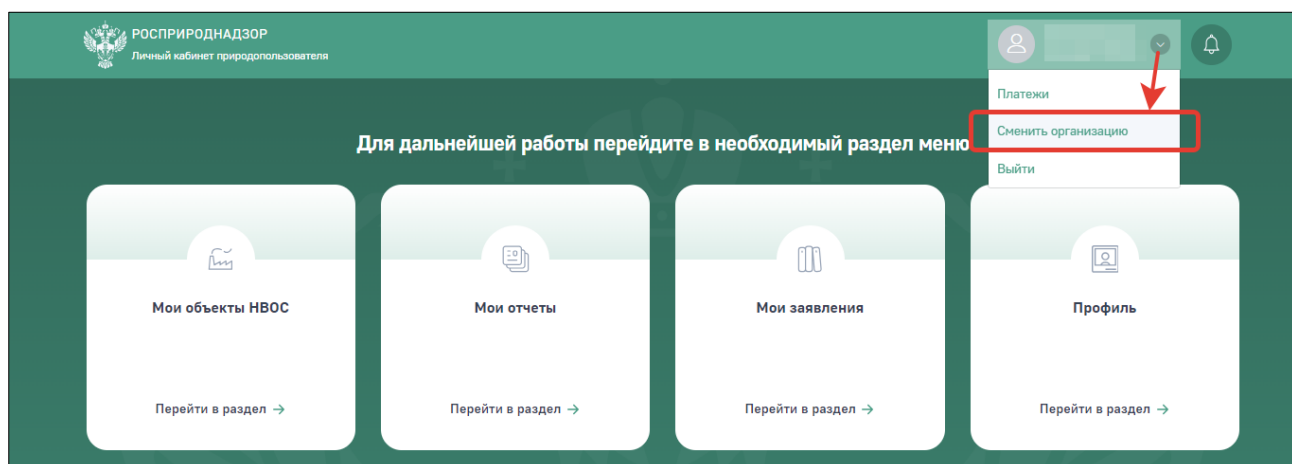 РОСПРИРОДНАДЗОР
Личный кабинет природопользователя
Платежи
Сменить организацию
Выйти
Для дальнейшей работы перейдите в необходимый раздел меню
Мои объекты НВОС
Мои отчеты
Мои заявления
Профиль
Перейти в раздел →
Перейти в раздел →
Перейти в раздел →
Перейти в раздел →